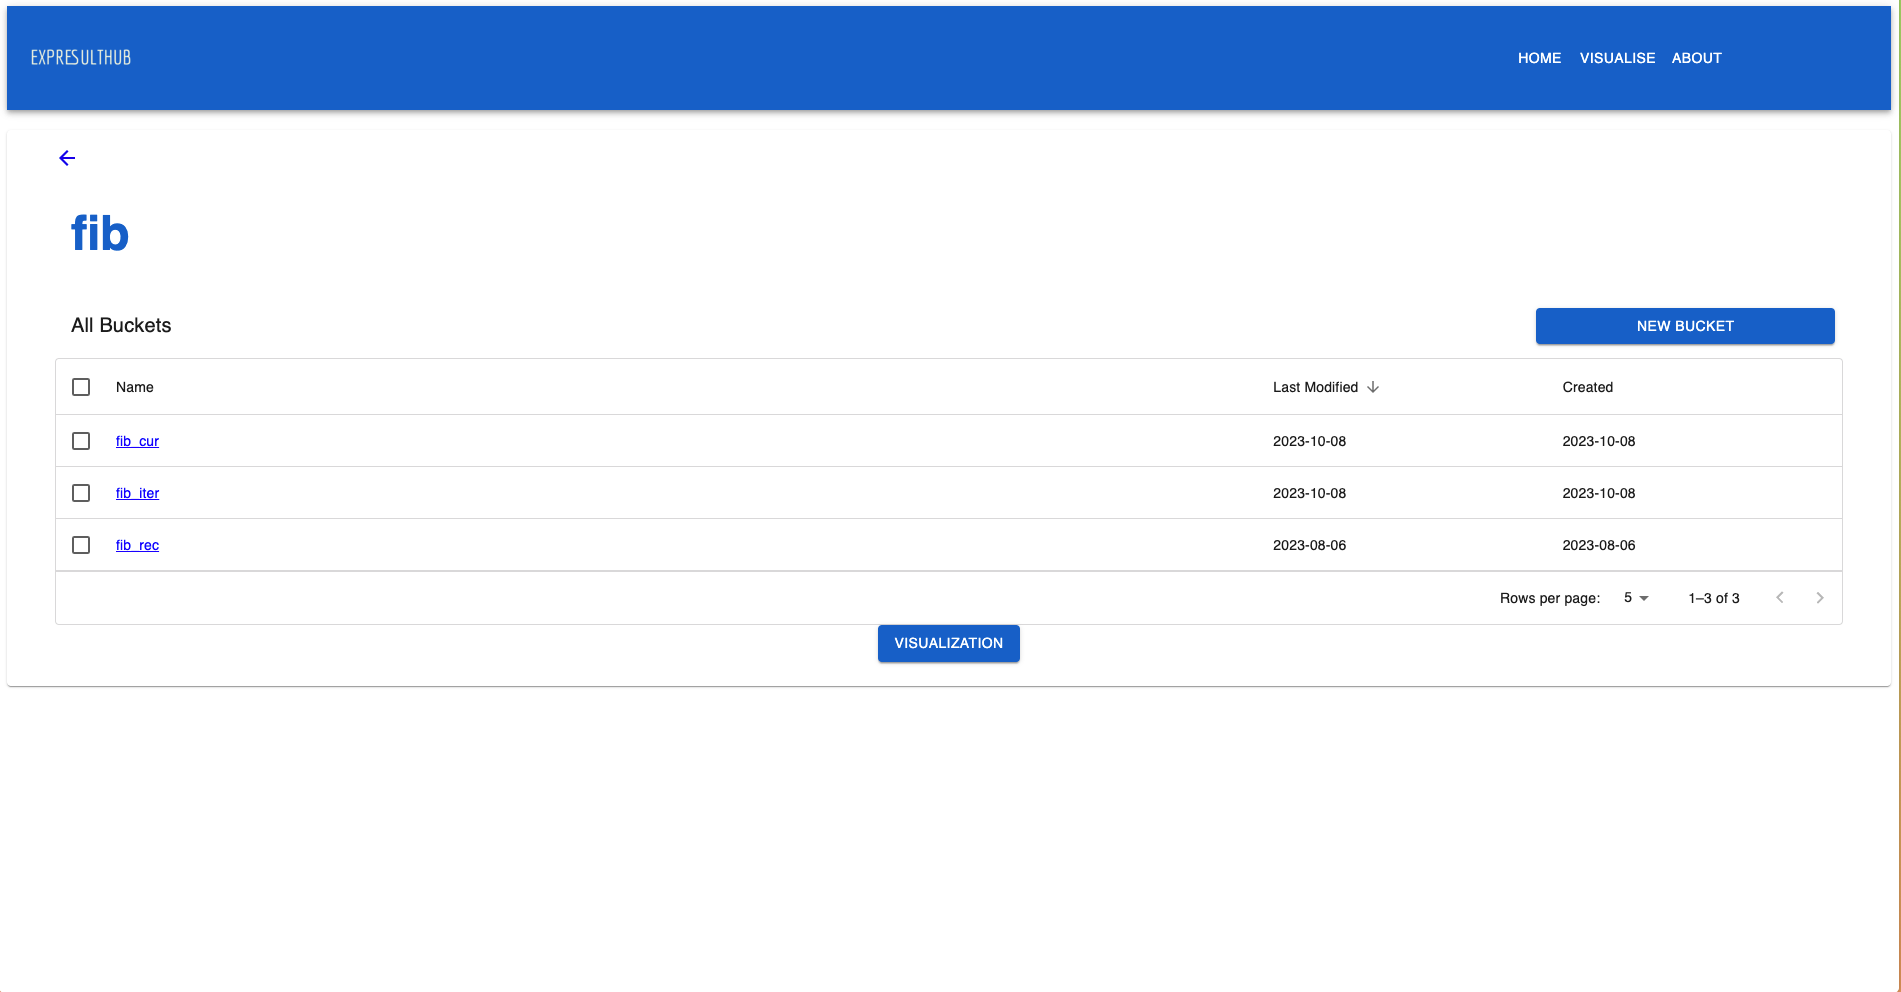 EXPRESULTHUB HOME VISUALISE ABOUT
fib
All Buckets NEW BUCKET
Name Last Modified Created
fib_cur 2023-10-08 2023-10-08
fib_iter 2023-10-08 2023-10-08
fib_rec 2023-08-06 2023-08-06
Rows per page: 5 1–3 of 3
VISUALIZATION